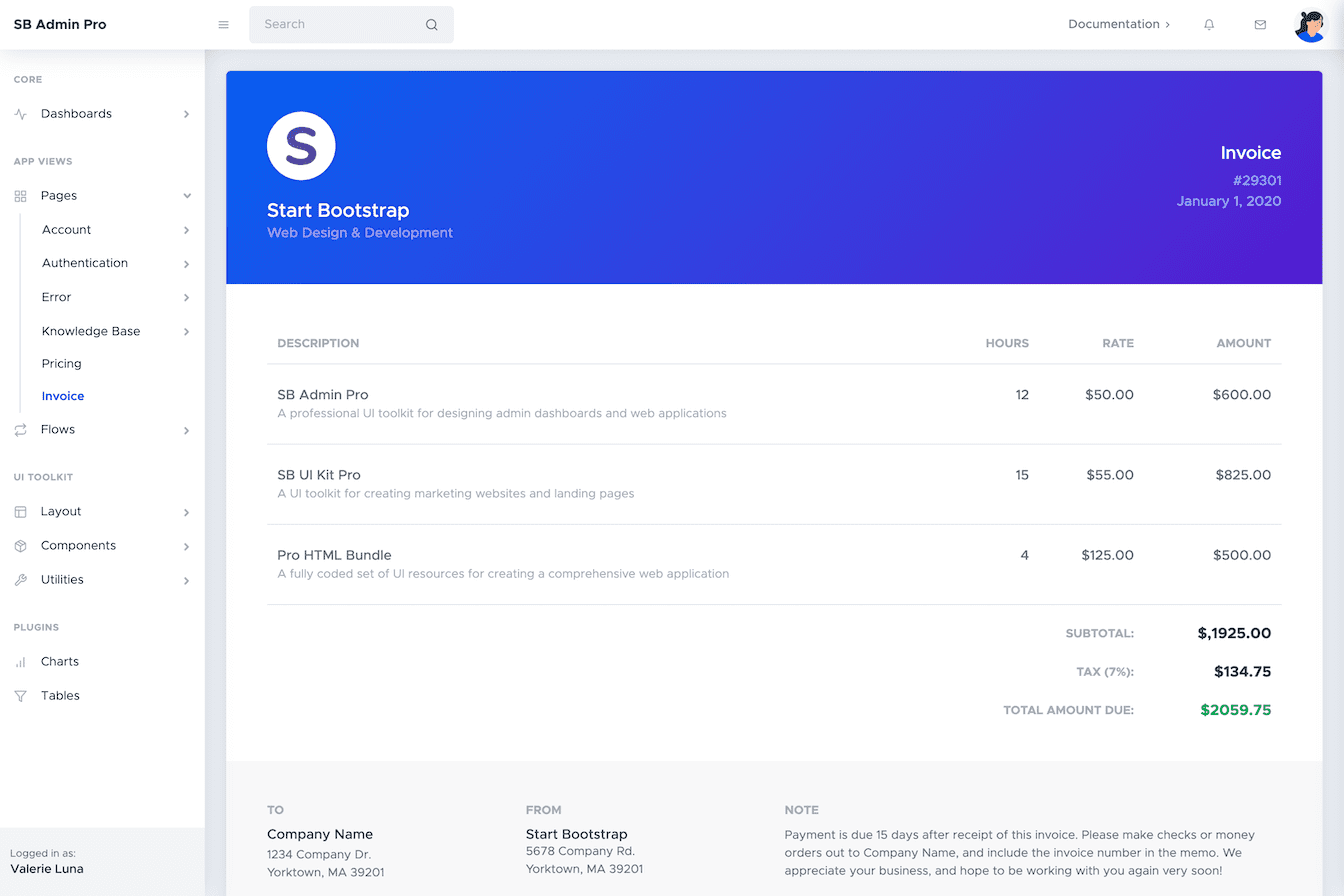 SB Admin Pro
Search
Documentation
CORE
Dashboards
APP VIEWS
Pages
Account
Authentication
Error
Knowledge Base
Pricing
Invoice
Flows
UI TOOLKIT
Layout
Components
Utilities
PLUGINS
Charts
Tables
Logged in as:
Valerie Luna
S
Start Bootstrap
Web Design & Development
Invoice
#29301
January 1, 2020
DESCRIPTION HOURS RATE AMOUNT
SB Admin Pro 12 $50.00 $600.00
A professional UI toolkit for designing admin dashboards and web applications
SB UI Kit Pro 15 $55.00 $825.00
A UI toolkit for creating marketing websites and landing pages
Pro HTML Bundle 4 $125.00 $500.00
A fully coded set of UI resources for creating a comprehensive web application
SUBTOTAL: $,1925.00
TAX (7%): $134.75
TOTAL AMOUNT DUE: $2059.75
TO
Company Name
1234 Company Dr.
Yorktown, MA 39201
FROM
Start Bootstrap
5678 Company Rd.
Yorktown, MA 39201
NOTE
Payment is due 15 days after receipt of this invoice. Please make checks or money
orders out to Company Name, and include the invoice number in the memo. We
appreciate your business, and hope to be working with you again very soon!